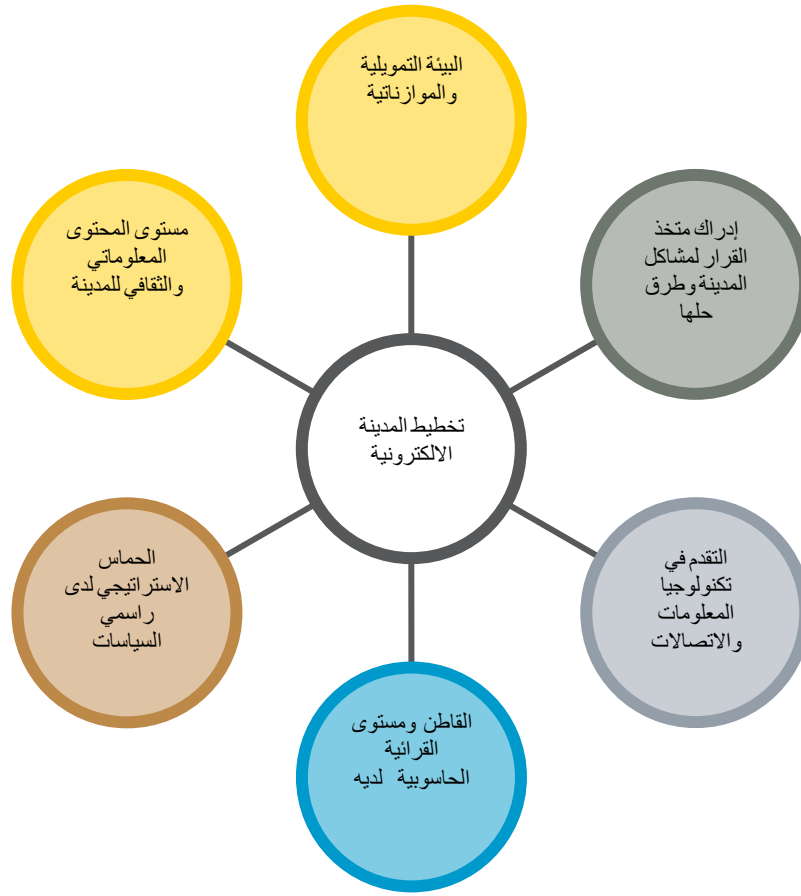 البيئة التمويلية
والموازناتية
إدراك متخذ
القرار لمشاكل
المدينة وطرق
حلها
مستوى المحتوى
المعلوماتي
والثقافي للمدينة
تخطيط المدينة
الالكترونية
التقدم في
تكنولوجيا
المعلومات
والاتصالات
الحماس
الاستراتيجي لدى
راسمي
السياسات
القاطن ومستوى
القرائية
الحاسوبية لديه